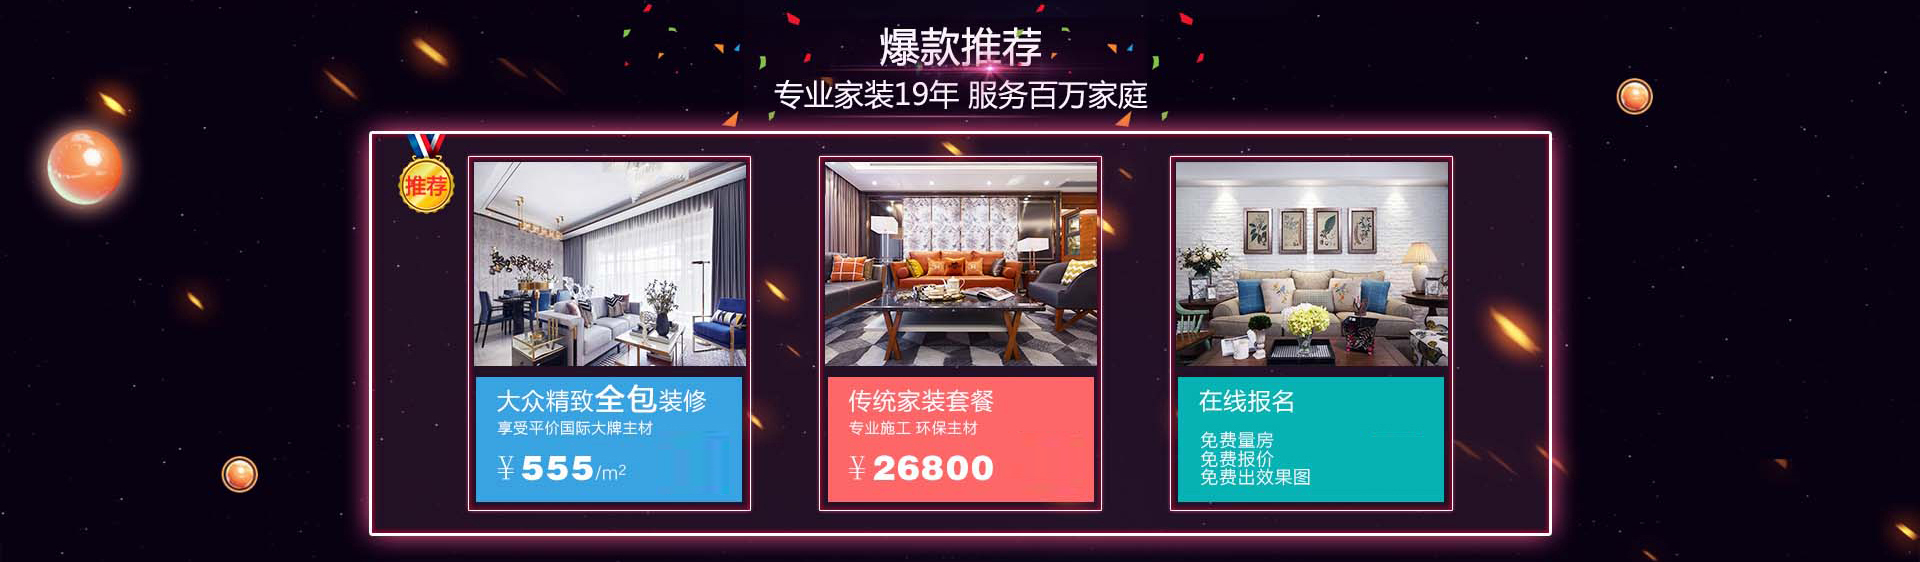 爆款推荐
专业家装19年 服务百万家庭
推荐
大众精致全包装修
享受平价国际大牌主材
¥555/m²
传统家装套餐
专业施工 环保主材
¥26800
在线报名
免费量房
免费报价
免费出效果图